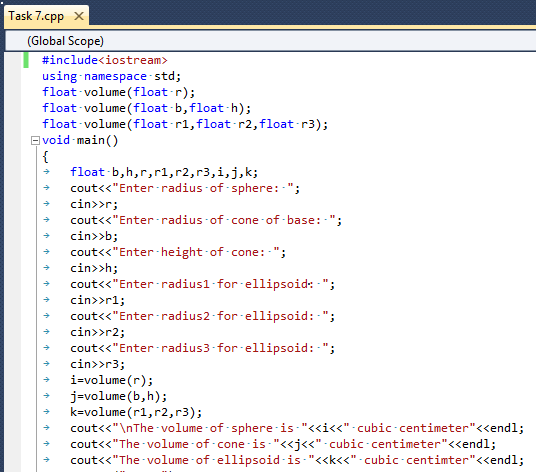 Task 7.cpp
(Global Scope)
#include<iostream>
using namespace std;
float volume(float r);
float volume(float b,float h);
float volume(float r1,float r2,float r3);
void main()
{
float b,h,r,r1,r2,r3,i,j,k;
cout<<"Enter radius of sphere: ";
cin>>r;
cout<<"Enter radius of cone of base: ";
cin>>b;
cout<<"Enter height of cone: ";
cin>>h;
cout<<"Enter radius1 for ellipsoid: ";
cin>>r1;
cout<<"Enter radius2 for ellipsoid: ";
cin>>r2;
cout<<"Enter radius3 for ellipsoid: ";
cin>>r3;
i=volume(r);
j=volume(b,h);
k=volume(r1,r2,r3);
cout<<"\nThe volume of sphere is "<<i<<" cubic centimeter"<<endl;
cout<<"The volume of cone is "<<j<<" cubic centimeter"<<endl;
cout<<"The volume of ellipsoid is "<<k<<" cubic centimter"<<endl;